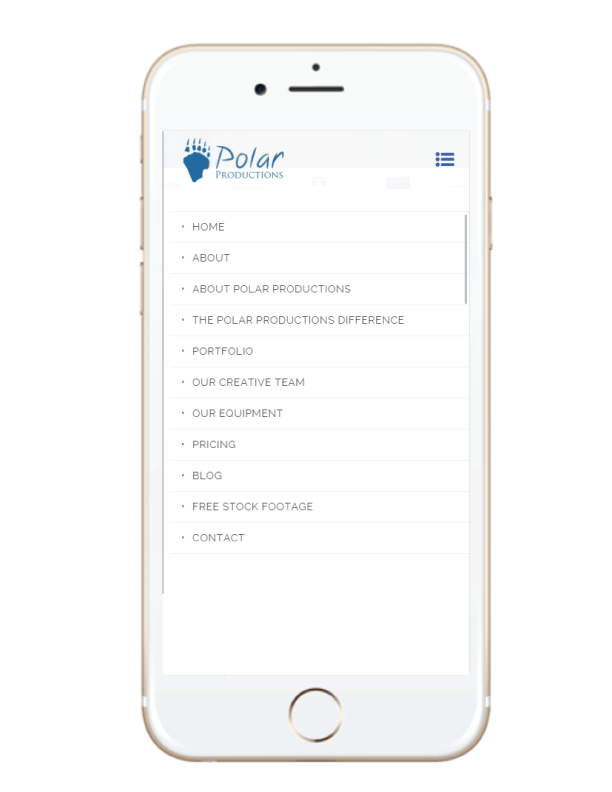 Polar
PRODUCTIONS
HOME
ABOUT
ABOUT POLAR PRODUCTIONS
THE POLAR PRODUCTIONS DIFFERENCE
PORTFOLIO
OUR CREATIVE TEAM
OUR EQUIPMENT
PRICING
BLOG
FREE STOCK FOOTAGE
CONTACT